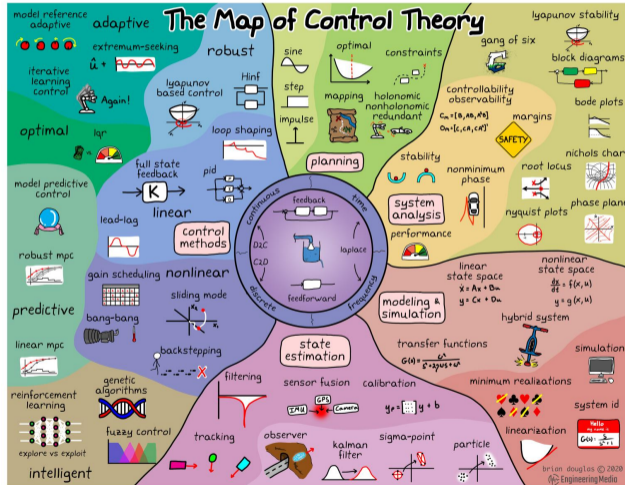 The Map of Control Theory
model reference
adaptive
adaptive
extremum-seeking
û +
iterative
learning
control
Again!
robust
lyapunov
based control
Hinf
loop shaping
optimal
lqr
full state
feedback
K
pid
linear
lead-lag
control
methods
model predictive
control
robust mpc
predictive
linear mpc
gain scheduling
nonlinear
sliding mode
bang-bang
backstepping
reinforcement
learning
explore vs exploit
intelligent
genetic
algorithms
fuzzy control
sine
step
impulse
optimal
constraints
mapping
holonomic
nonholonomic
redundant
planning
gang of six
lyapunov stability
block diagrams
controllability
observability
margins
SAFETY
bode plots
nichols chart
stability
nonminimum
phase
root locus
phase plane
nyquist plots
system
analysis
performance
continuous
time
feedback
D2C
C2D
laplace
feedforward
discrete
frequency
modeling &
simulation
linear
state space
ẋ = Ax + Bu
y = Cx + Du
nonlinear
state space
y = g(x, u)
hybrid system
transfer functions
simulation
minimum realizations
system id
linearization
Hello
my name is
state
estimation
filtering
sensor fusion
GPS
IMU
Camera
calibration
tracking
observer
kalman
filter
sigma-point
particle
brian douglas © 2020
EngineeringMedia